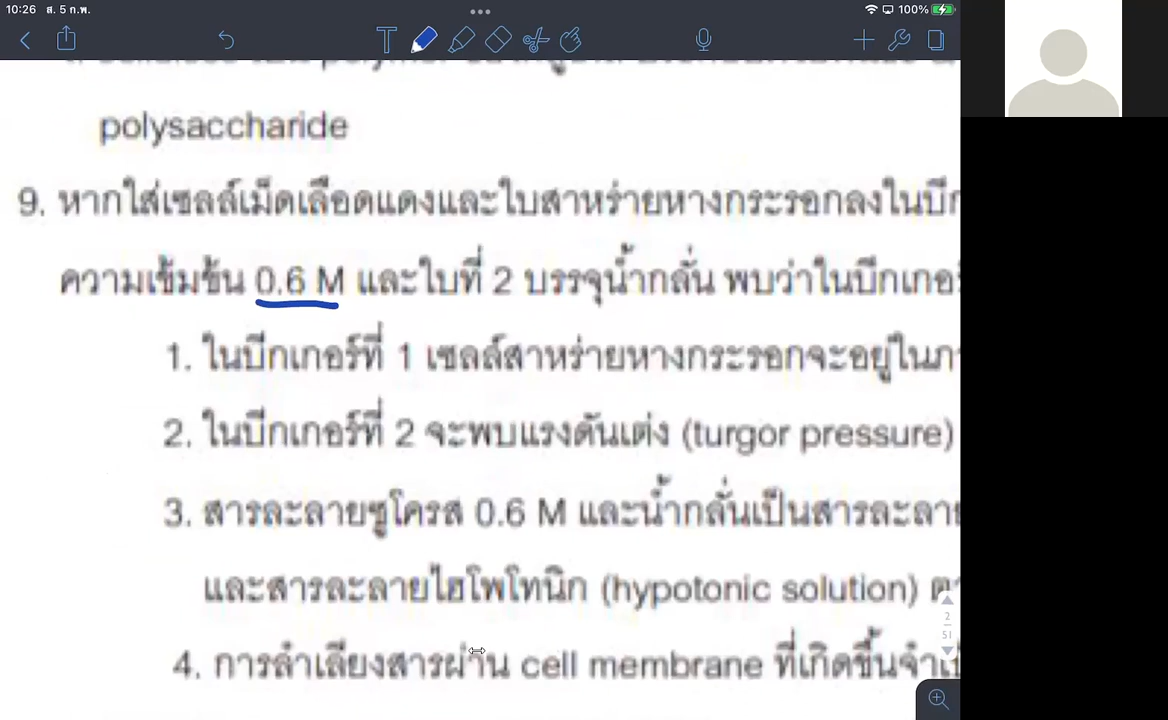 10:26 ส. 5 ก.พ.
100%
polysaccharide
9. หากใส่เซลล์เม็ดเลือดแดงและใบสาหร่ายหางกระรอกลงในบีก
ความเข้มข้น 0.6 M และใบที่ 2 บรรจุน้ำกลั่น พบว่าในบีกเกอ
1. ในบีกเกอร์ที่ 1 เซลล์สาหร่ายหางกระรอกจะอยู่ในภ
2. ในบีกเกอร์ที่ 2 จะพบแรงดันเต่ง (turgor pressure)
3. สารละลายซูโครส 0.6 M และน้ำกลั่นเป็นสารละลา
และสารละลายไฮโพโทนิก (hypotonic solution) ต
4. การลำเลียงสารผ่าน cell membrane ที่เกิดขึ้นจำเ
2
51